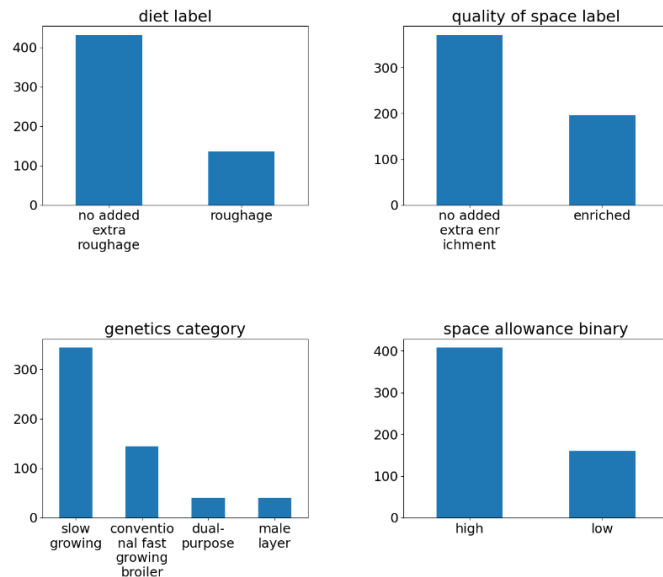 diet label
400
300
200
100
0
no added
extra
roughage
roughage
quality of space label
300
200
100
0
no added
extra enr
ichment
enriched
genetics category
300
200
100
0
slow
growing
conventio
nal fast
growing
broiler
dual-
purpose
male
layer
space allowance binary
400
300
200
100
0
high
low